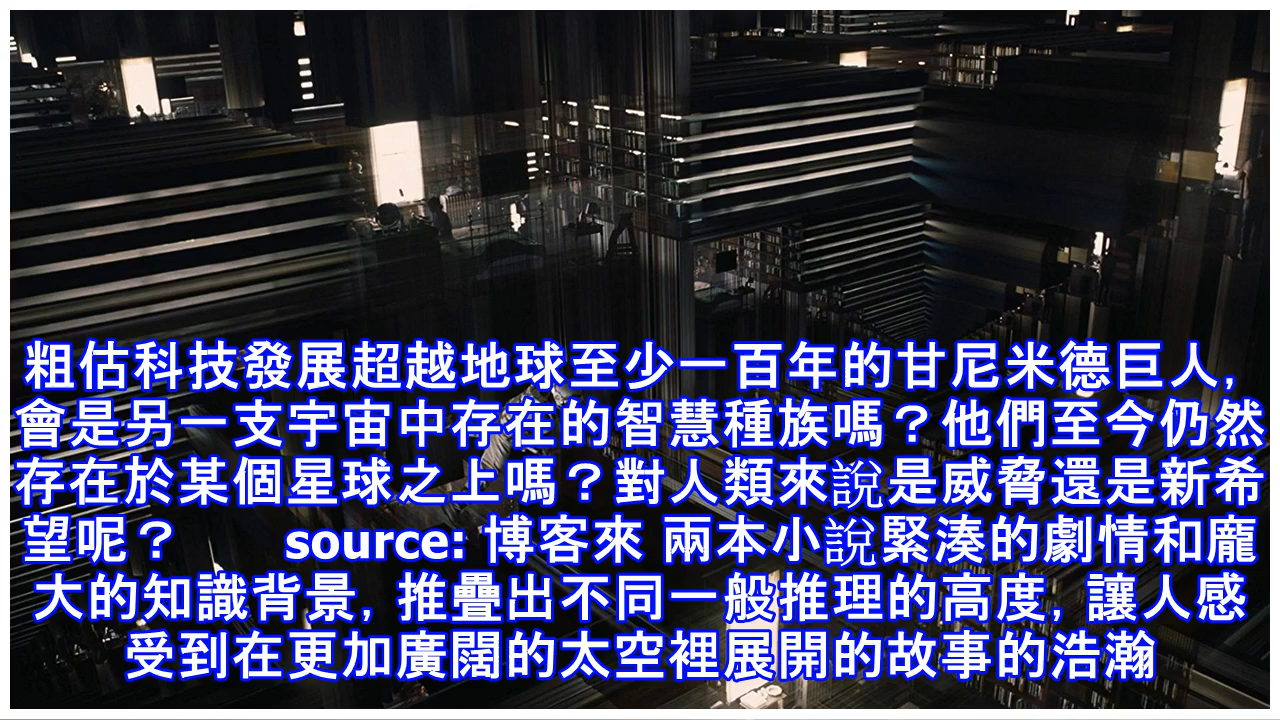 粗估科技發展超越地球至少一百年的甘尼米德巨人,
會是另一支宇宙中存在的智慧種族嗎？他們至今仍然
存在於某個星球之上嗎？對人類來說是威脅還是新希
望呢？ source: 博客來 兩本小說緊湊的劇情和龐
大的知識背景, 推疊出不同一般推理的高度, 讓人感
受到在更加廣闊的太空裡展開的故事的浩瀚